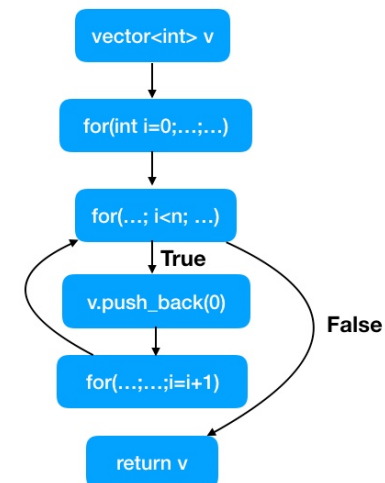 vector<int> v
for(int i=0;...;...)
for(...; i<n; ...)
True
v.push_back(0)
False
for(...;...;i=i+1)
return v